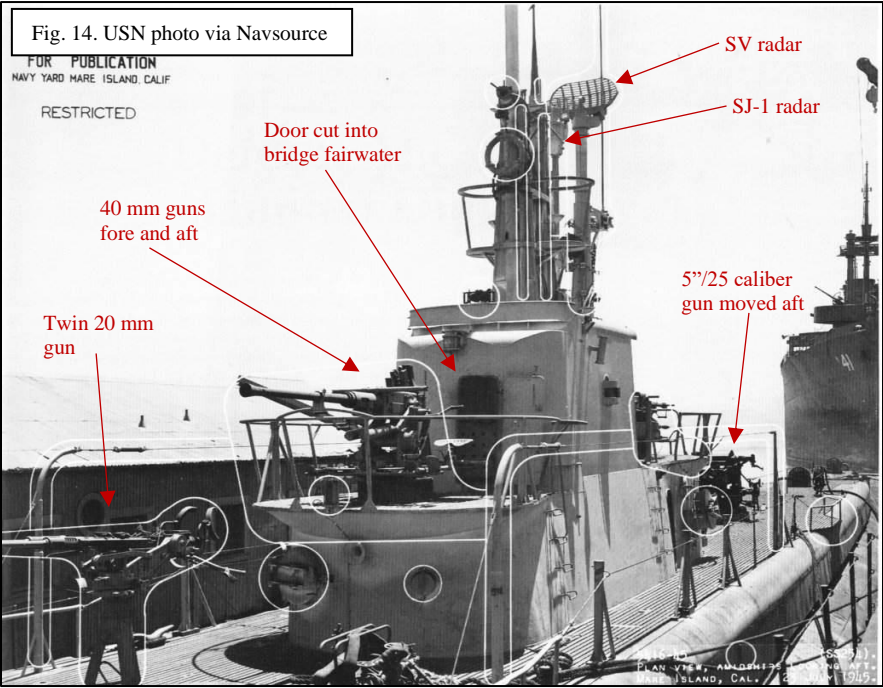 Fig. 14. USN photo via Navsource
FOR PUBLICATION
NAVY YARD MARE ISLAND, CALIF
RESTRICTED
SV radar
SJ-1 radar
Door cut into
bridge fairwater
40 mm guns
fore and aft
5”/25 caliber
gun moved aft
Twin 20 mm
gun
'41
(SS254).
PLAN VIEW, AMIDSHIPS LOOKING AFT.
MARE ISLAND, CAL. 1945.